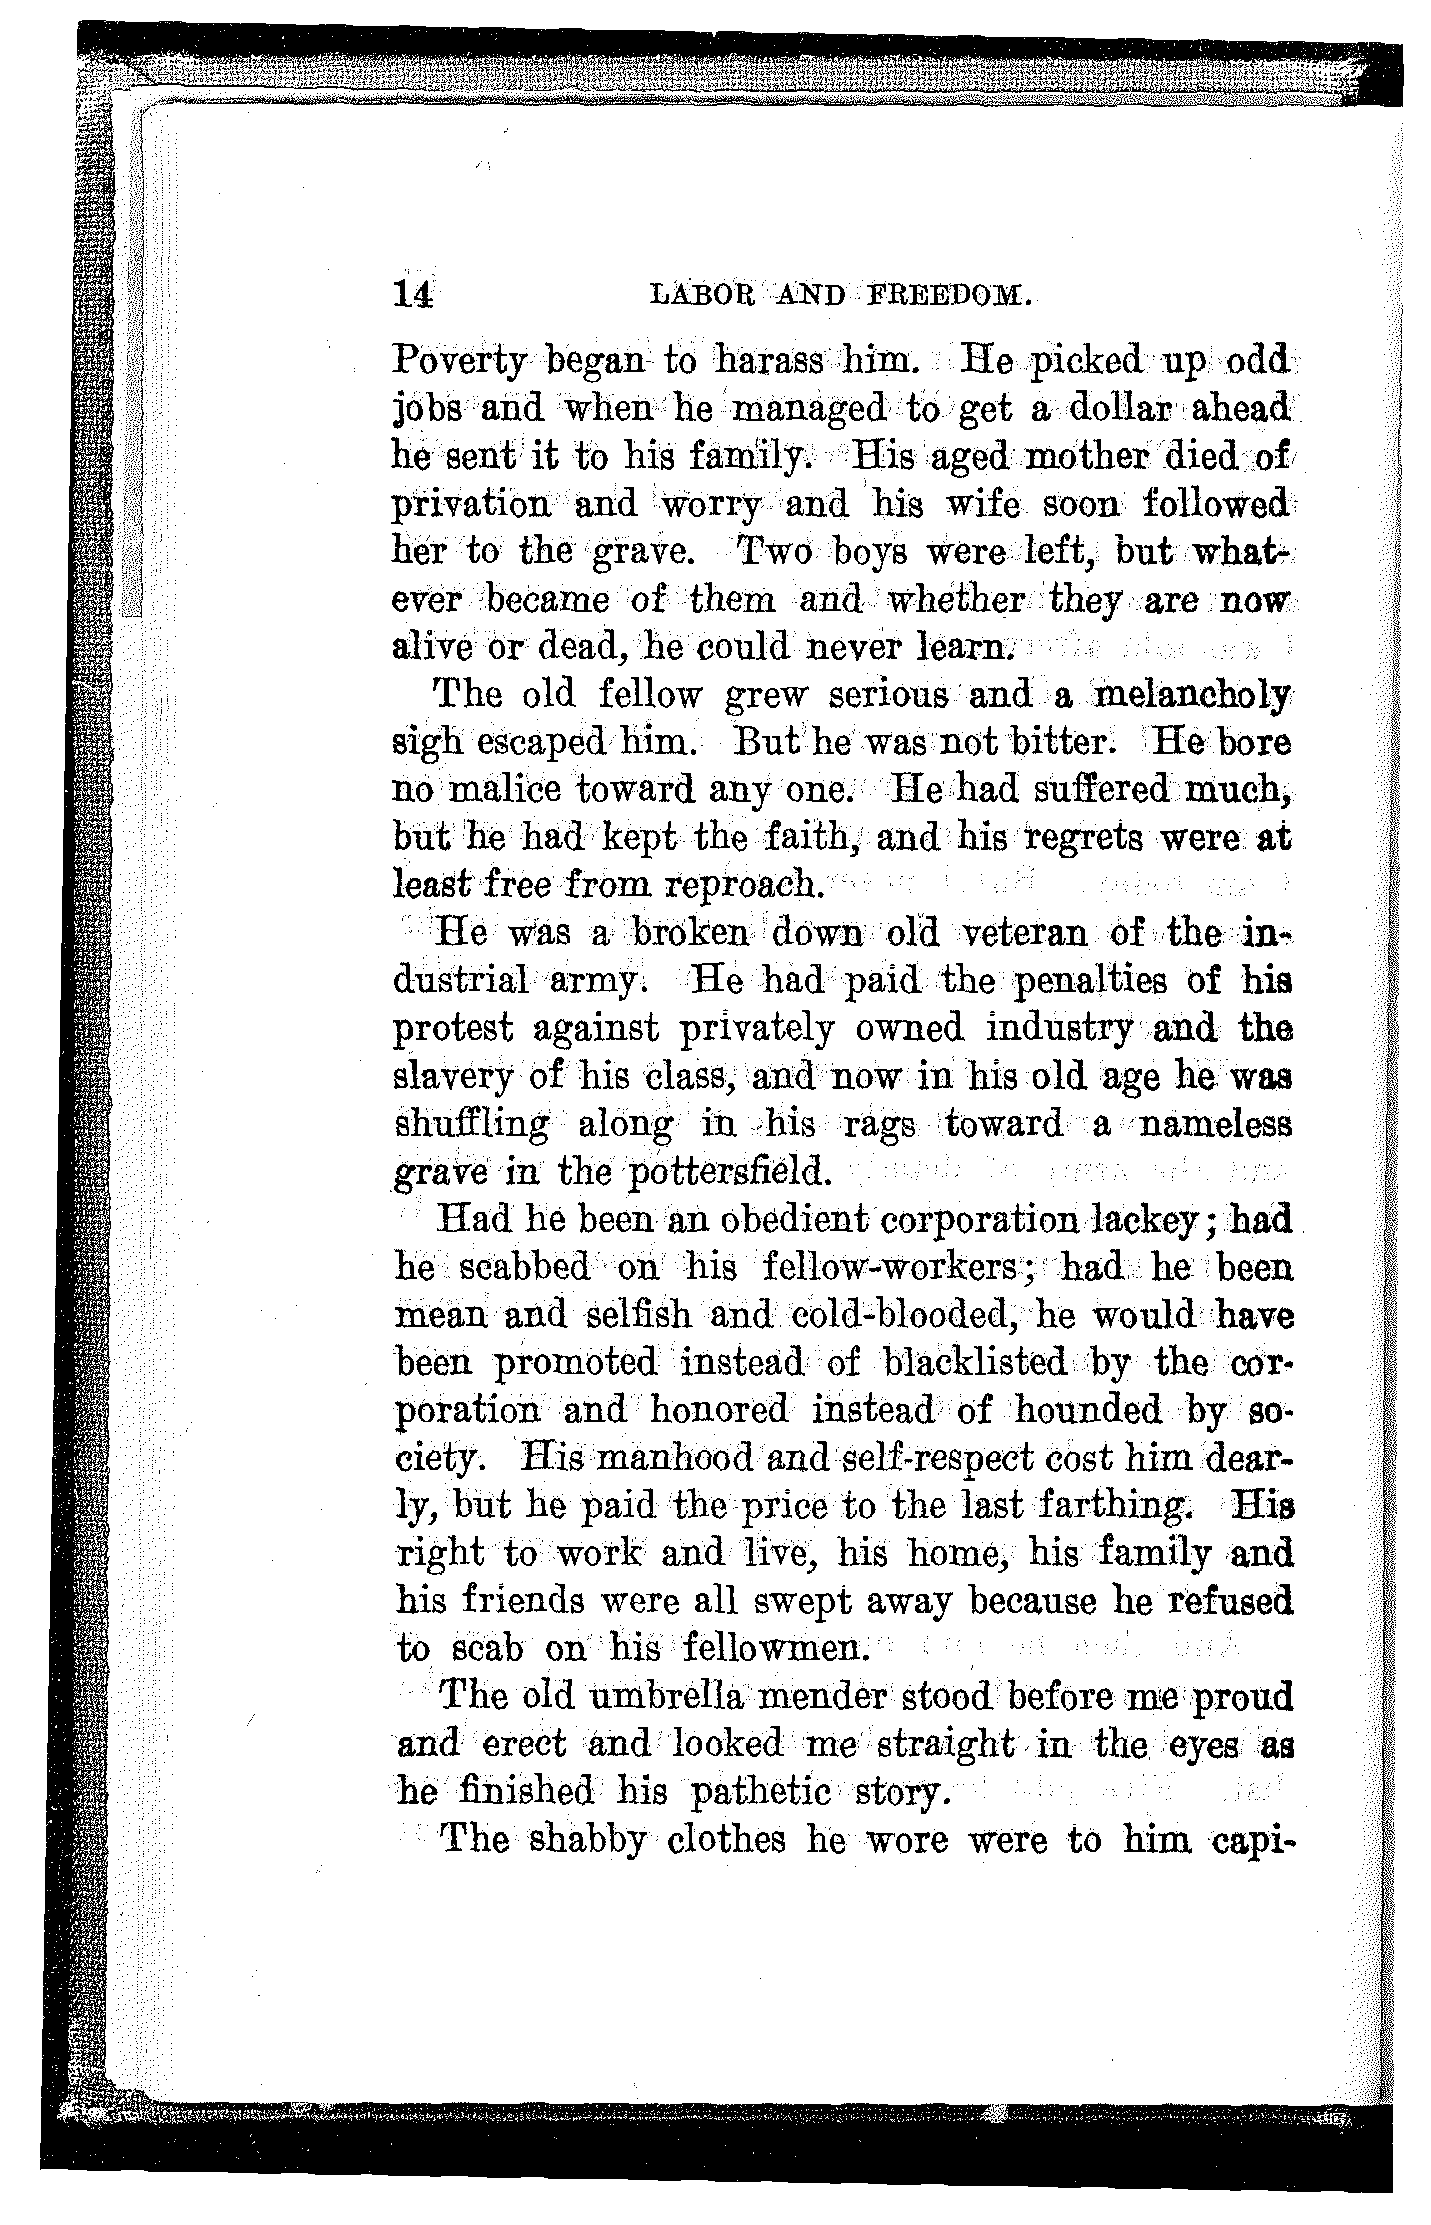 14 LABOR AND FREEDOM.
Poverty began to harass him. He picked up odd
jobs and when he managed to get a dollar ahead
he sent it to his family. His aged mother died of
privation and worry and his wife soon followed
her to the grave. Two boys were left, but what-
ever became of them and whether they are now
alive or dead, he could never learn.
The old fellow grew serious and a melancholy
sigh escaped him. But he was not bitter. He bore
no malice toward any one. He had suffered much,
but he had kept the faith, and his regrets were at
least free from reproach.
He was a broken down old veteran of the in-
dustrial army. He had paid the penalties of his
protest against privately owned industry and the
slavery of his class, and now in his old age he was
shuffling along in his rags toward a nameless
grave in the pottersfield.
Had he been an obedient corporation lackey; had
he scabbed on his fellow-workers; had he been
mean and selfish and cold-blooded, he would have
been promoted instead of blacklisted by the cor-
poration and honored instead of hounded by so-
ciety. His manhood and self-respect cost him dear-
ly, but he paid the price to the last farthing. His
right to work and live, his home, his family and
his friends were all swept away because he refused
to scab on his fellowmen.
The old umbrella mender stood before me proud
and erect and looked me straight in the eyes as
he finished his pathetic story.
The shabby clothes he wore were to him capi-